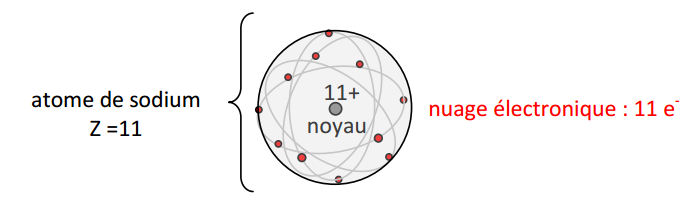 atome de sodium
Z =11
11+
noyau
nuage électronique : 11 e-